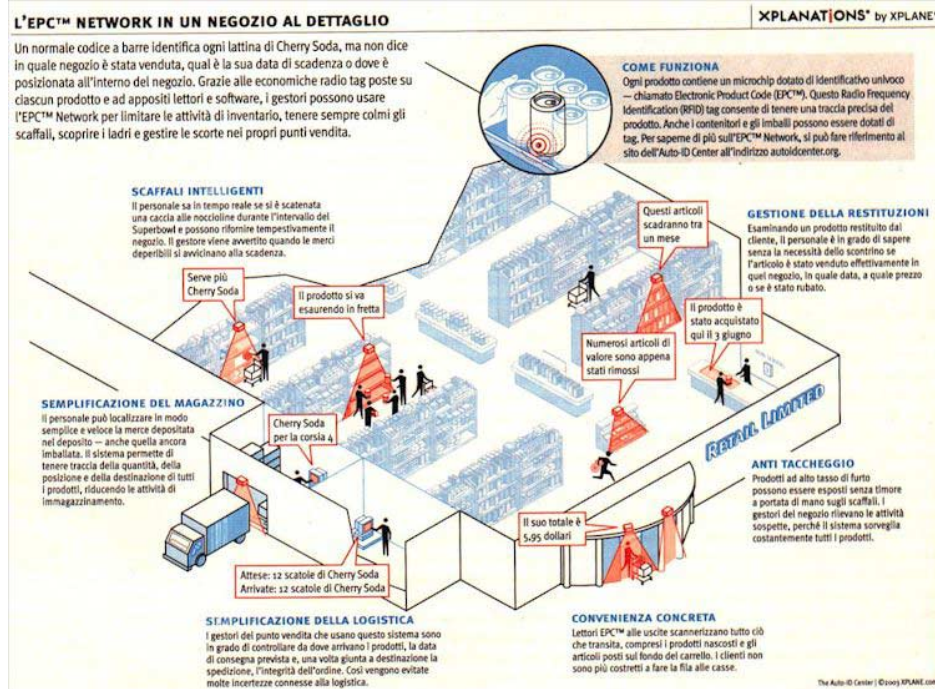 L'EPC™ NETWORK IN UN NEGOZIO AL DETTAGLIO
XPLANATiONS® by XPLANE®
Un normale codice a barre identifica ogni lattina di Cherry Soda, ma non dice
in quale negozio è stata venduta, qual è la sua data di scadenza o dove è
posizionata all'interno del negozio. Grazie alle economiche radio tag poste su
ciascun prodotto e ad appositi lettori e software, i gestori possono usare
l'EPC™ Network per limitare le attività di inventario, tenere sempre colmi gli
scaffali, scoprire i ladri e gestire le scorte nei propri punti vendita.
COME FUNZIONA
Ogni prodotto contiene un microchip dotato di identificativo univoco
— chiamato Electronic Product Code (EPC™). Questo Radio Frequency
Identification (RFID) tag consente di tenere una traccia precisa del
prodotto. Anche i contenitori e gli imballi possono essere dotati di
tag. Per saperne di più sull'EPC™ Network, si può fare riferimento al
sito dell'Auto-ID Center all'indirizzo autoidcenter.org.
SCAFFALI INTELLIGENTI
Il personale sa in tempo reale se si è scatenata
una caccia alle noccioline durante l'intervallo del
Superbowl e possono rifornire tempestivamente il
negozio. Il gestore viene avvertito quando le merci
deperibili si avvicinano alla scadenza.
Serve più
Cherry Soda
Il prodotto si va
esaurendo in fretta
Questi articoli
scadranno tra
un mese
GESTIONE DELLA RESTITUZIONI
Esaminando un prodotto restituito dal
cliente, il personale è in grado di sapere
senza la necessità dello scontrino se
l'articolo è stato venduto effettivamente in
quel negozio, in quale data, a quale prezzo
o se è stato rubato.
Il prodotto è
stato acquistato
qui il 3 giugno
Numerosi articoli di
valore sono appena
stati rimossi
SEMPLIFICAZIONE DEL MAGAZZINO
Il personale può localizzare in modo
semplice e veloce la merce depositata
nel deposito — anche quella ancora
imballata. Il sistema permette di
tenere traccia della quantità, della
posizione e della destinazione di tutti
i prodotti, riducendo le attività di
immagazzinamento.
Cherry Soda
per la corsia 4
RETAIL LIMITED
ANTI TACCHEGGIO
Prodotti ad alto tasso di furto
possono essere esposti senza timore
a portata di mano sugli scaffali. I
gestori del negozio rilevano le attività
sospette, perché il sistema sorveglia
costantemente tutti i prodotti.
Il suo totale è
5,95 dollari
Attese: 12 scatole di Cherry Soda
Arrivate: 12 scatole di Cherry Soda
SEMPLIFICAZIONE DELLA LOGISTICA
I gestori del punto vendita che usano questo sistema sono
in grado di controllare da dove arrivano i prodotti, la data
di consegna prevista e, una volta giunta a destinazione la
spedizione, l'integrità dell'ordine. Così vengono evitate
molte incertezze connesse alla logistica.
CONVENIENZA CONCRETA
Lettori EPC™ alle uscite scannerizzano tutto ciò
che transita, compresi i prodotti nascosti e gli
articoli posti sul fondo del carrello. I clienti non
sono più costretti a fare la fila alle casse.
The Auto-ID Center | ©2003 XPLANE.com